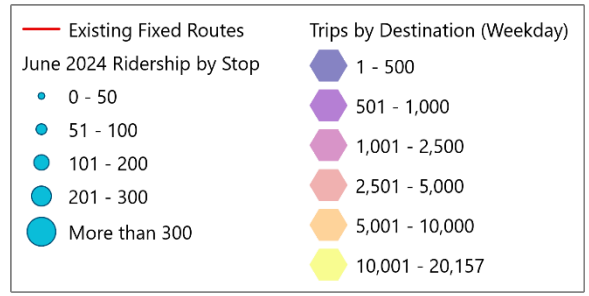 Existing Fixed Routes
June 2024 Ridership by Stop
0 - 50
51 - 100
101 - 200
201 - 300
More than 300
Trips by Destination (Weekday)
1 - 500
501 - 1,000
1,001 - 2,500
2,501 - 5,000
5,001 - 10,000
10,001 - 20,157